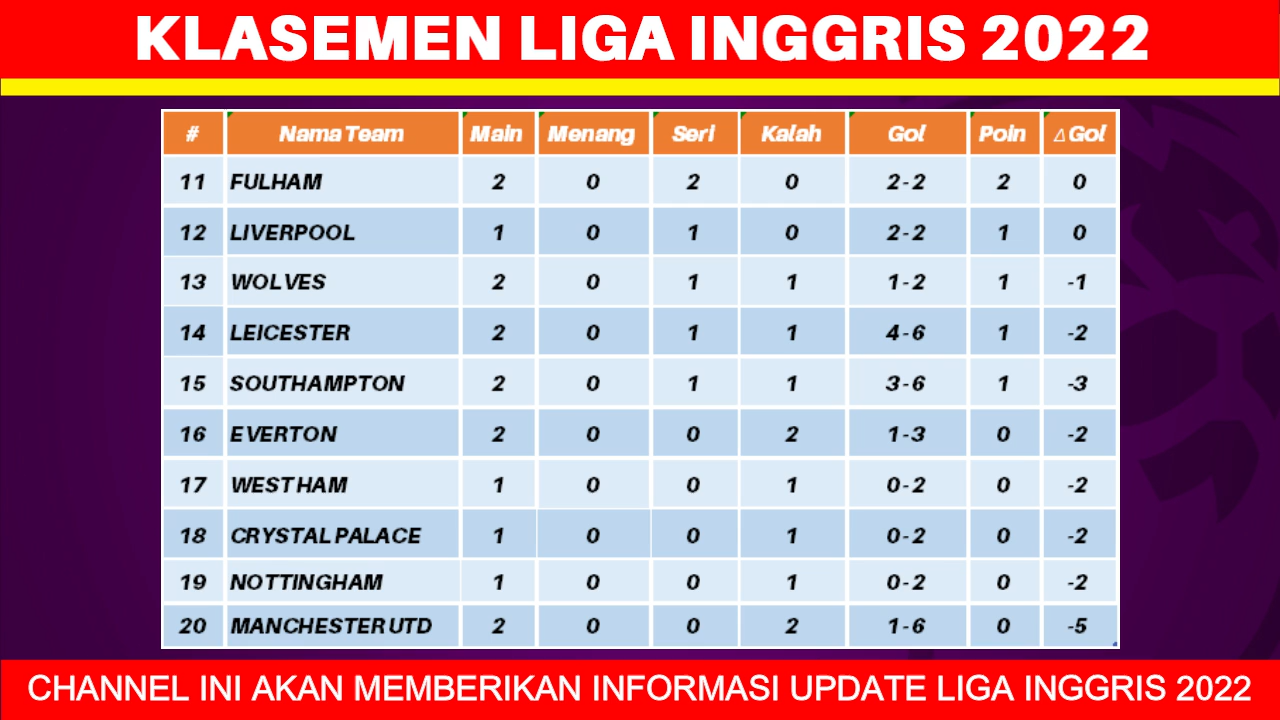 KLASEMEN LIGA INGGRIS 2022
# Nama Team Main Menang Seri Kalah Gol Poin Δ Gol
11 FULHAM 2 0 2 0 2-2 2 0
12 LIVERPOOL 1 0 1 0 2-2 1 0
13 WOLVES 2 0 1 1 1-2 1 -1
14 LEICESTER 2 0 1 1 4-6 1 -2
15 SOUTHAMPTON 2 0 1 1 3-6 1 -3
16 EVERTON 2 0 0 2 1-3 0 -2
17 WEST HAM 1 0 0 1 0-2 0 -2
18 CRYSTAL PALACE 1 0 0 1 0-2 0 -2
19 NOTTINGHAM 1 0 0 1 0-2 0 -2
20 MANCHESTER UTD 2 0 0 2 1-6 0 -5
CHANNEL INI AKAN MEMBERIKAN INFORMASI UPDATE LIGA INGGRIS 2022